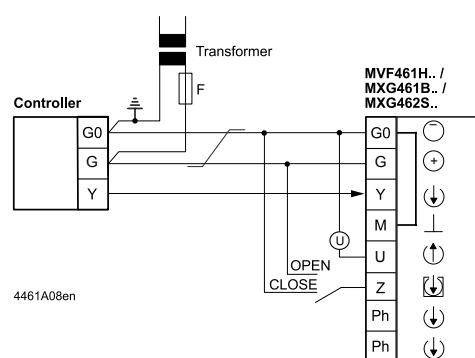 Transformer
F
MVF461H.. /
MXG461B.. /
MXG462S..
Controller
G0
G
Y
G0
G
Y
M
U
Z
Ph
Ph
U
OPEN
CLOSE
4461A08en